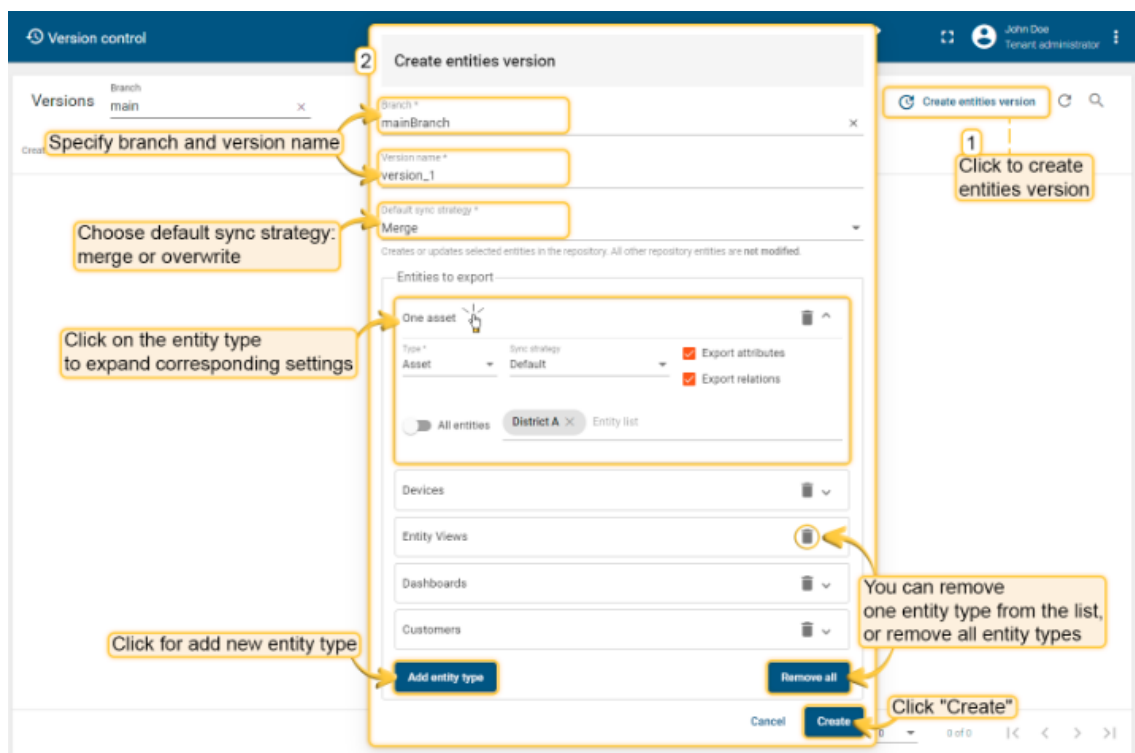 Version control
John Doe
Tenant administrator
2
Create entities version
Versions
Branch
main
Create entities version
Specify branch and version name
Branch *
mainBranch
1
Click to create
entities version
Version name *
version_1
Choose default sync strategy:
merge or overwrite
Default sync strategy *
Merge
Creates or updates selected entities in the repository. All other repository entities are not modified.
Entities to export
Click on the entity type
to expand corresponding settings
One asset
Type *
Asset
Sync strategy
Default
Export attributes
Export relations
All entities
District A
Entity list
Devices
Entity Views
Dashboards
Customers
You can remove
one entity type from the list,
or remove all entity types
Click for add new entity type
Add entity type
Remove all
Click "Create"
Cancel
Create
0 of 0